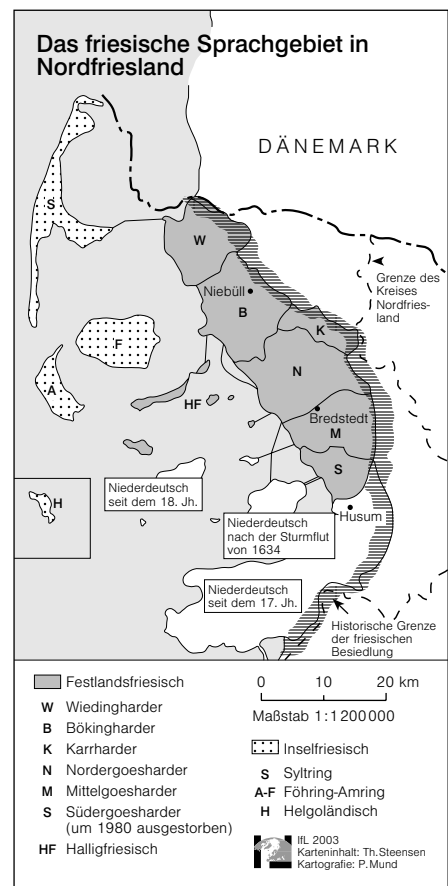 Das friesische Sprachgebiet in
Nordfriesland
DÄNEMARK
S
W
Grenze des
Kreises
Nordfries-
land
Niebüll
B
K
F
N
A
HF
Bredstedt
M
S
H
Niederdeutsch
seit dem 18. Jh.
Niederdeutsch
nach der Sturmflut
von 1634
Husum
Niederdeutsch
seit dem 17. Jh.
Historische Grenze
der friesischen
Besiedlung
Festlandsfriesisch
W Wiedingharder
B Bökingharder
K Karrharder
N Nordergoesharder
M Mittelgoesharder
S Südergoesharder
(um 1980 ausgestorben)
HF Halligfriesisch
0 10 20 km
Maßstab 1:1200000
Inselfriesisch
S Syltring
A-F Föhring-Amring
H Helgoländisch
IfL 2003
Karteninhalt: Th. Steensen
Kartografie: P. Mund